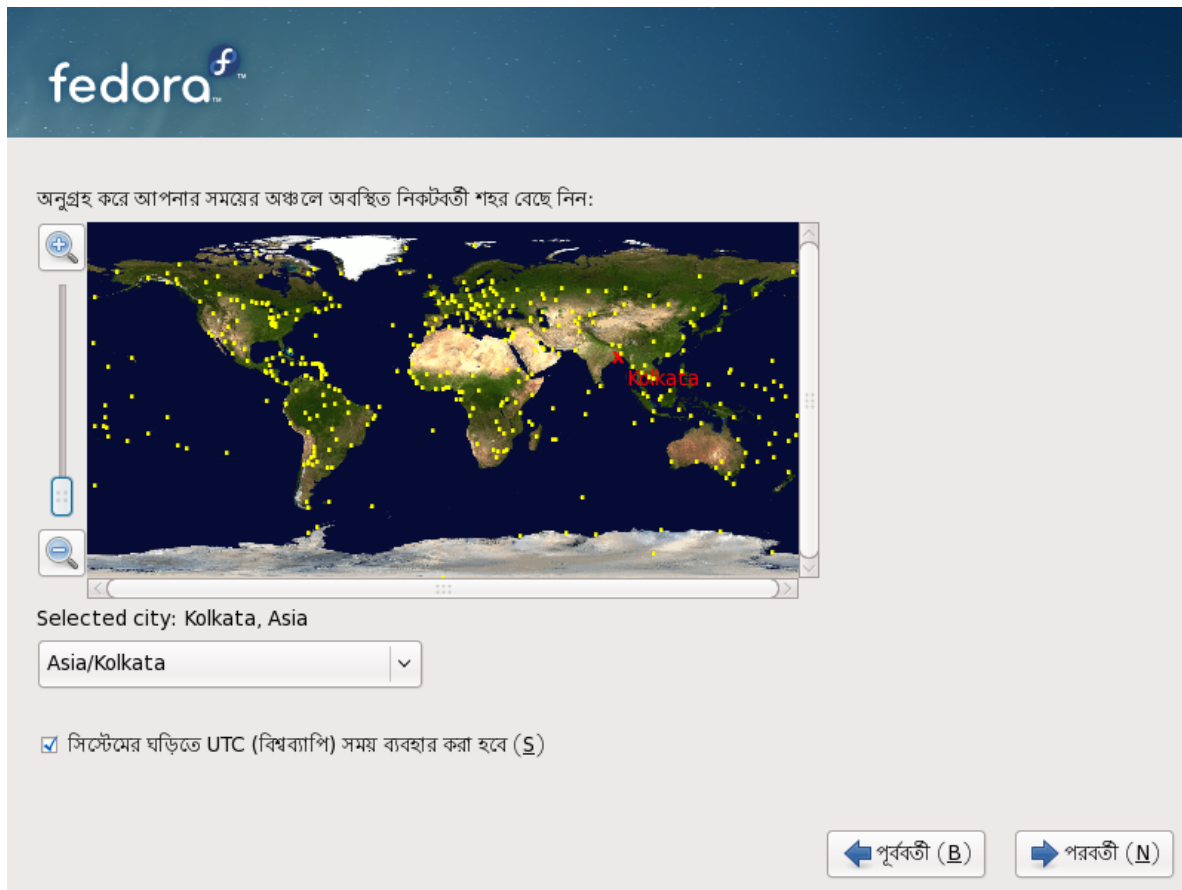 fedora
অনুগ্রহ করে আপনার সময়ের অঞ্চলে অবস্থিত নিকটবর্তী শহর বেছে নিন:
Kolkata
Selected city: Kolkata, Asia
Asia/Kolkata
সিস্টেমের ঘড়িতে UTC (বিশ্বব্যাপি) সময় ব্যবহার করা হবে (S)
পূর্ববর্তী (B)
পরবর্তী (N)